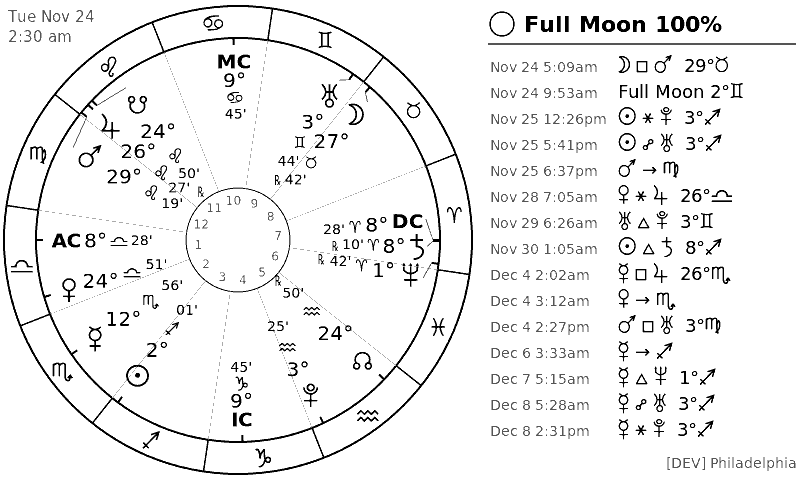 Tue Nov 24
2:30 am
MC
9°
♋
45'
♅
3°
♊
44'
℞
☽
27°
♉
42'
☋
24°
♌
50'
℞
♃
26°
♌
27'
♂
29°
♌
19'
AC 8° ♎ 28'
28' ♈ 8° DC
℞ 10' ♈ 8° ♄
℞ 42' ♈ 1° ♆
♀ 24° ♎ 51'
☿ 12° ♏ 56'
☉ 2° ♐ 01'
45'
♑
9°
IC
25'
♒
3°
♇
℞
50'
♒
24°
☊
1
2
3
4
5
6
7
8
9
10
11
12
♈
♉
♊
♋
♌
♍
♎
♏
♐
♑
♒
♓
Full Moon 100%
Nov 24 5:09am ☽ □ ♂ 29°♉
Nov 24 9:53am Full Moon 2°♊
Nov 25 12:26pm ☉ ⚹ ♇ 3°♐
Nov 25 5:41pm ☉ ☍ ♅ 3°♐
Nov 25 6:37pm ♂ → ♍
Nov 28 7:05am ♀ ⚹ ♃ 26°♎
Nov 29 6:26am ♅ △ ♇ 3°♊
Nov 30 1:05am ☉ △ ♄ 8°♐
Dec 4 2:02am ☿ □ ♃ 26°♏
Dec 4 3:12am ♀ → ♏
Dec 4 2:27pm ♂ □ ♅ 3°♍
Dec 6 3:33am ☿ → ♐
Dec 7 5:15am ☿ △ ♆ 1°♐
Dec 8 5:28am ☿ ☍ ♅ 3°♐
Dec 8 2:31pm ☿ ⚹ ♇ 3°♐
[DEV] Philadelphia